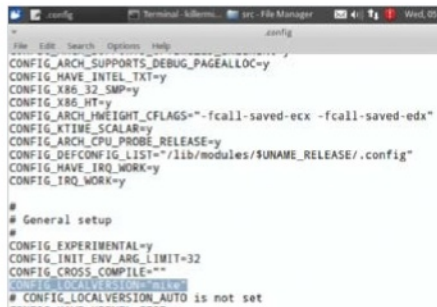 .config
Terminal - killermi...
src - File Manager
Wed, 05
.config
File Edit Search Options Help
CONFIG_ARCH_SUPPORTS_DEBUG_PAGEALLOC=y
CONFIG_HAVE_INTEL_TXT=y
CONFIG_X86_32_SMP=y
CONFIG_X86_HT=y
CONFIG_ARCH_HWEIGHT_CFLAGS="-fcall-saved-ecx -fcall-saved-edx"
CONFIG_KTIME_SCALAR=y
CONFIG_ARCH_CPU_PROBE_RELEASE=y
CONFIG_DEFCONFIG_LIST="/lib/modules/$UNAME_RELEASE/.config"
CONFIG_HAVE_IRQ_WORK=y
CONFIG_IRQ_WORK=y
#
# General setup
#
CONFIG_EXPERIMENTAL=y
CONFIG_INIT_ENV_ARG_LIMIT=32
CONFIG_CROSS_COMPILE=""
CONFIG_LOCALVERSION="mike"
# CONFIG_LOCALVERSION_AUTO is not set